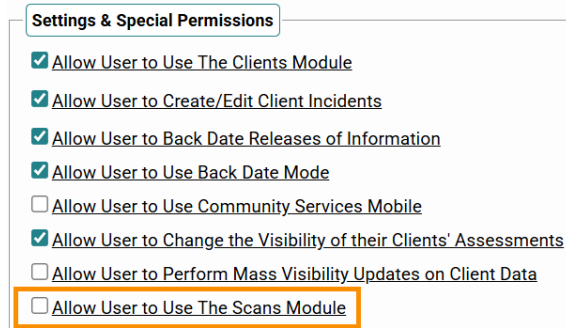 Settings & Special Permissions
Allow User to Use The Clients Module
Allow User to Create/Edit Client Incidents
Allow User to Back Date Releases of Information
Allow User to Use Back Date Mode
Allow User to Use Community Services Mobile
Allow User to Change the Visibility of their Clients' Assessments
Allow User to Perform Mass Visibility Updates on Client Data
Allow User to Use The Scans Module